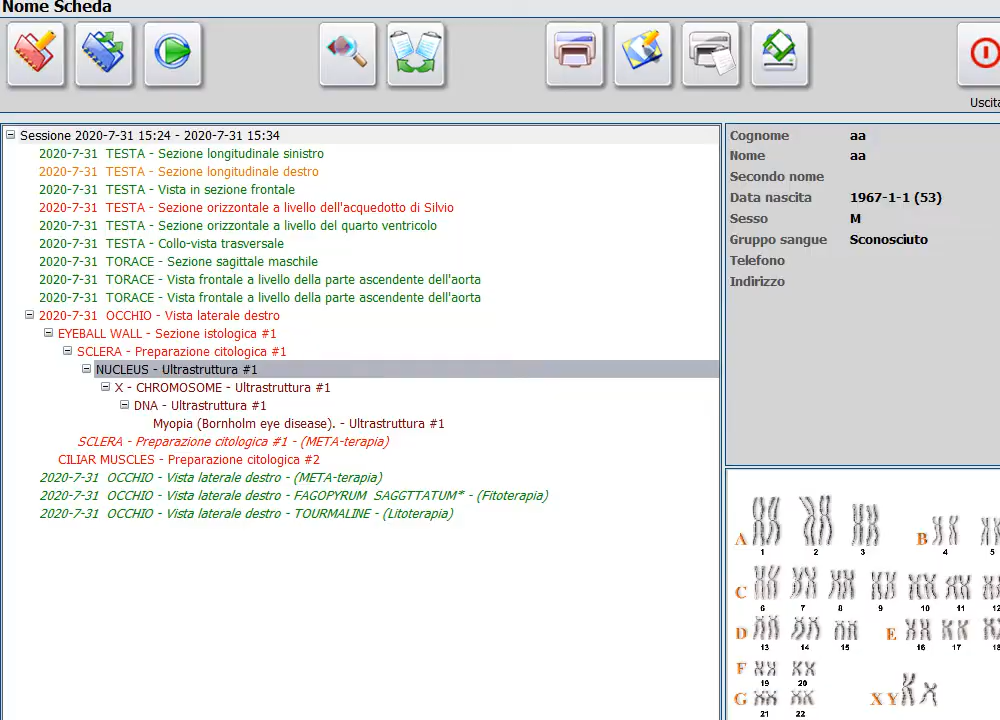 Nome Scheda
Uscita
Sessione 2020-7-31 15:24 - 2020-7-31 15:34
2020-7-31 TESTA - Sezione longitudinale sinistro
2020-7-31 TESTA - Sezione longitudinale destro
2020-7-31 TESTA - Vista in sezione frontale
2020-7-31 TESTA - Sezione orizzontale a livello dell'acquedotto di Silvio
2020-7-31 TESTA - Sezione orizzontale a livello del quarto ventricolo
2020-7-31 TESTA - Collo-vista trasversale
2020-7-31 TORACE - Sezione sagittale maschile
2020-7-31 TORACE - Vista frontale a livello della parte ascendente dell'aorta
2020-7-31 TORACE - Vista frontale a livello della parte ascendente dell'aorta
2020-7-31 OCCHIO - Vista laterale destro
EYEBALL WALL - Sezione istologica #1
SCLERA - Preparazione citologica #1
NUCLEUS - Ultrastruttura #1
X - CHROMOSOME - Ultrastruttura #1
DNA - Ultrastruttura #1
Myopia (Bornholm eye disease). - Ultrastruttura #1
SCLERA - Preparazione citologica #1 - (META-terapia)
CILIAR MUSCLES - Preparazione citologica #2
2020-7-31 OCCHIO - Vista laterale destro - (META-terapia)
2020-7-31 OCCHIO - Vista laterale destro - FAGOPYRUM SAGGTTATUM* - (Fitoterapia)
2020-7-31 OCCHIO - Vista laterale destro - TOURMALINE - (Litoterapia)
Cognome aa
Nome aa
Secondo nome
Data nascita 1967-1-1 (53)
Sesso M
Gruppo sangue Sconosciuto
Telefono
Indirizzo
A B
1 2 3 4 5
C
6 7 8 9 10 11 12
D E
13 14 15 16 17 18
F
19 20
G X Y
21 22